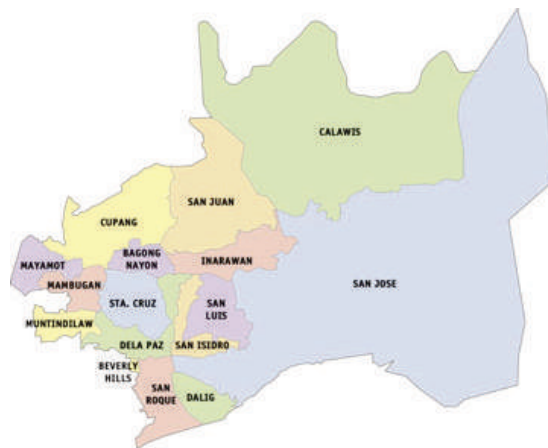 CALAWIS
SAN JUAN
CUPANG
BAGONG
NAYON
INARAWAN
MAYAMOT
MAMBUGAN
SAN JOSE
STA. CRUZ
SAN
LUIS
MUNTINDILAW
DELA PAZ
SAN ISIDRO
BEVERLY
HILLS
SAN
ROQUE
DALIG